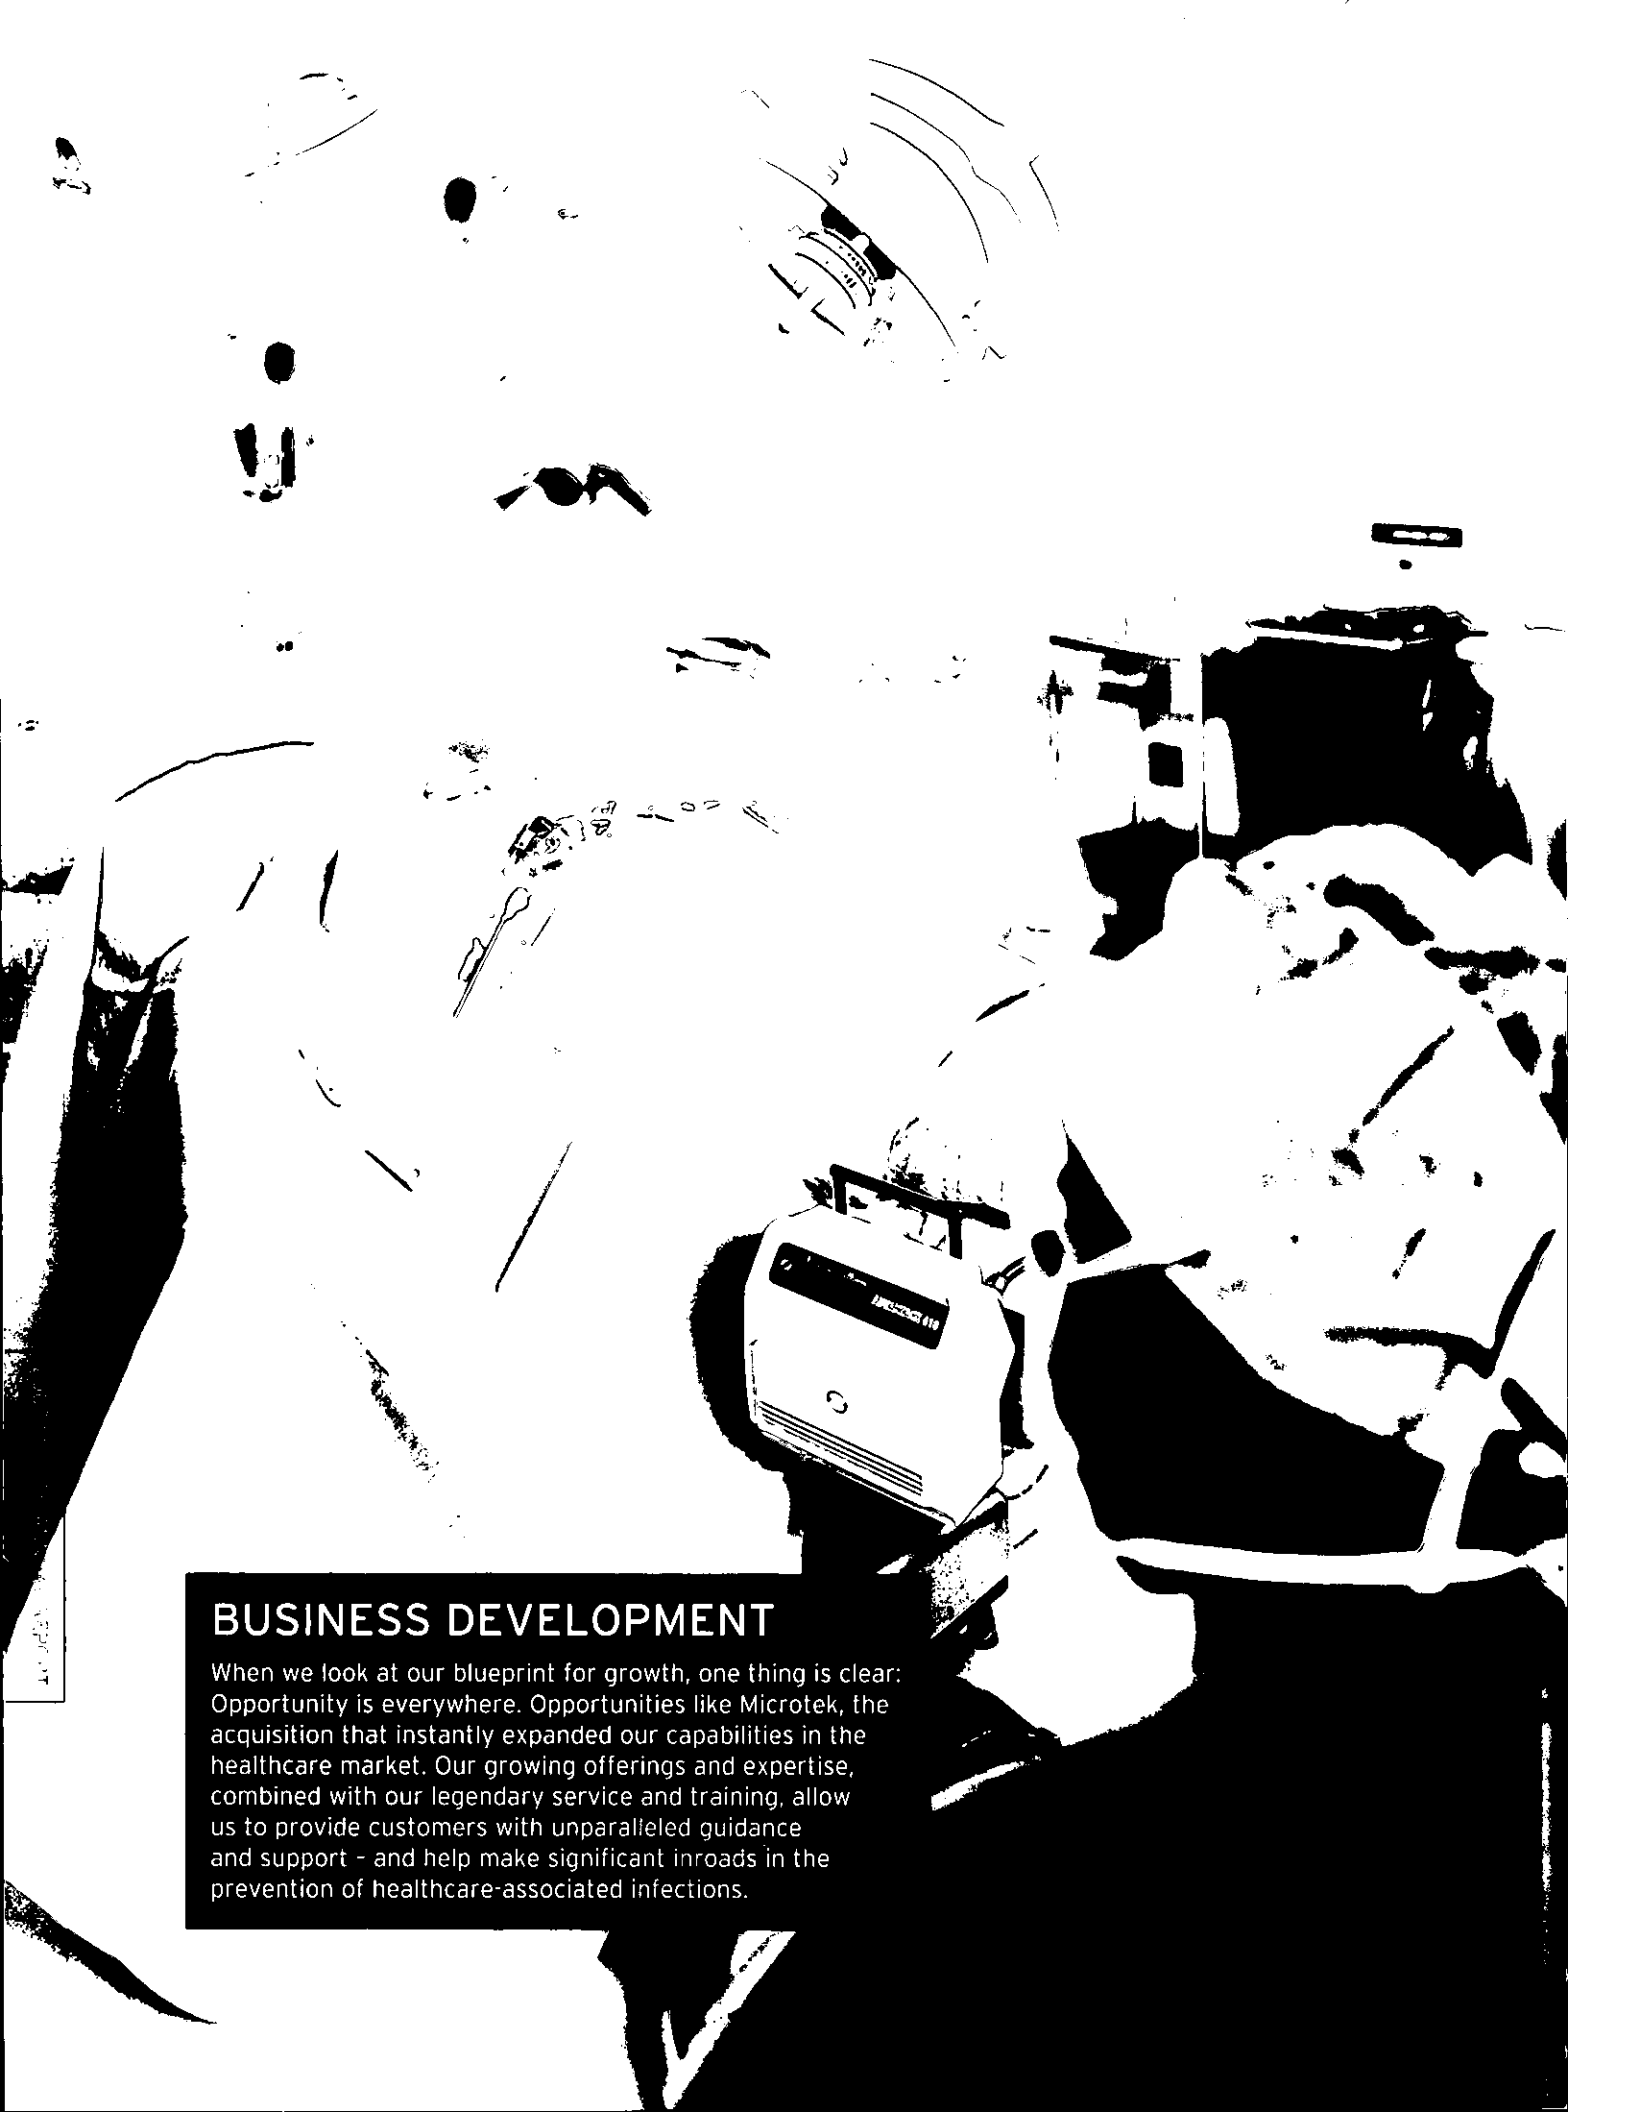 BUSINESS DEVELOPMENT
When we look at our blueprint for growth, one thing is clear:
Opportunity is everywhere. Opportunities like Microtek, the
acquisition that instantly expanded our capabilities in the
healthcare market. Our growing offerings and expertise,
combined with our legendary service and training, allow
us to provide customers with unparalleled guidance
and support - and help make significant inroads in the
prevention of healthcare-associated infections.